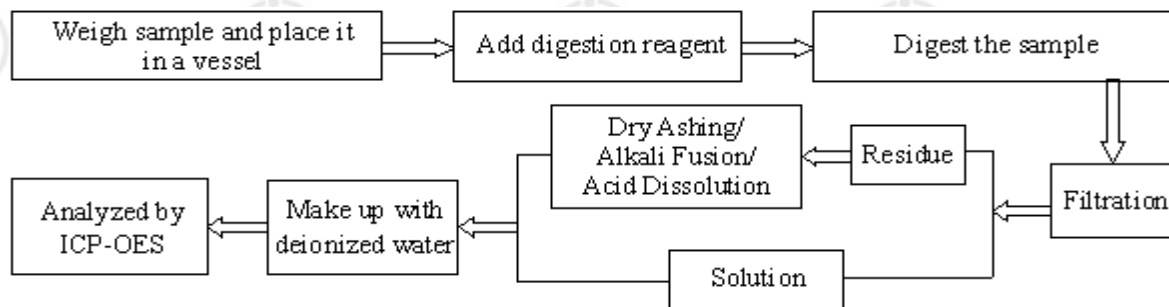 Weigh sample and place it
in a vessel
Add digestion reagent
Digest the sample
Filtration
Residue
Dry Ashing/
Alkali Fusion/
Acid Dissolution
Solution
Make up with
deionized water
Analyzed by
ICP-OES